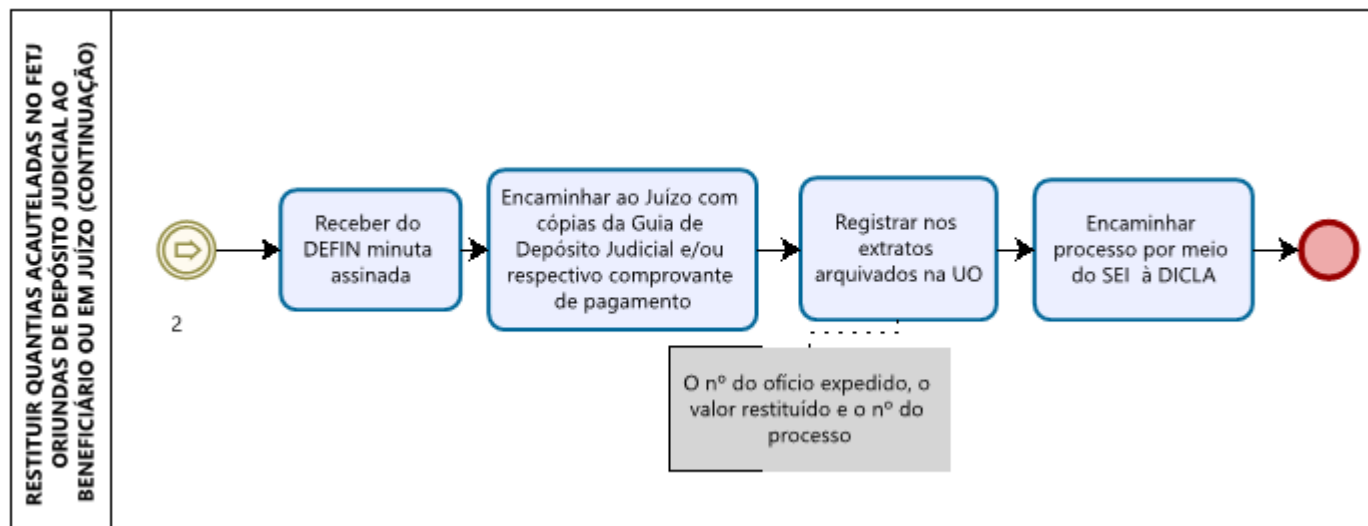 RESTITUIR QUANTIAS ACAUTELADAS NO FETJ
ORIUNDAS DE DEPÓSITO JUDICIAL AO
BENEFICIÁRIO OU EM JUÍZO (CONTINUAÇÃO)
2
Receber do
DEFIN minuta
assinada
Encaminhar ao Juízo com
cópias da Guia de
Depósito Judicial e/ou
respectivo comprovante
de pagamento
Registrar nos
extratos
arquivados na UO
Encaminhar
processo por meio
do SEI à DICLA
O nº do ofício expedido, o
valor restituído e o nº do
processo